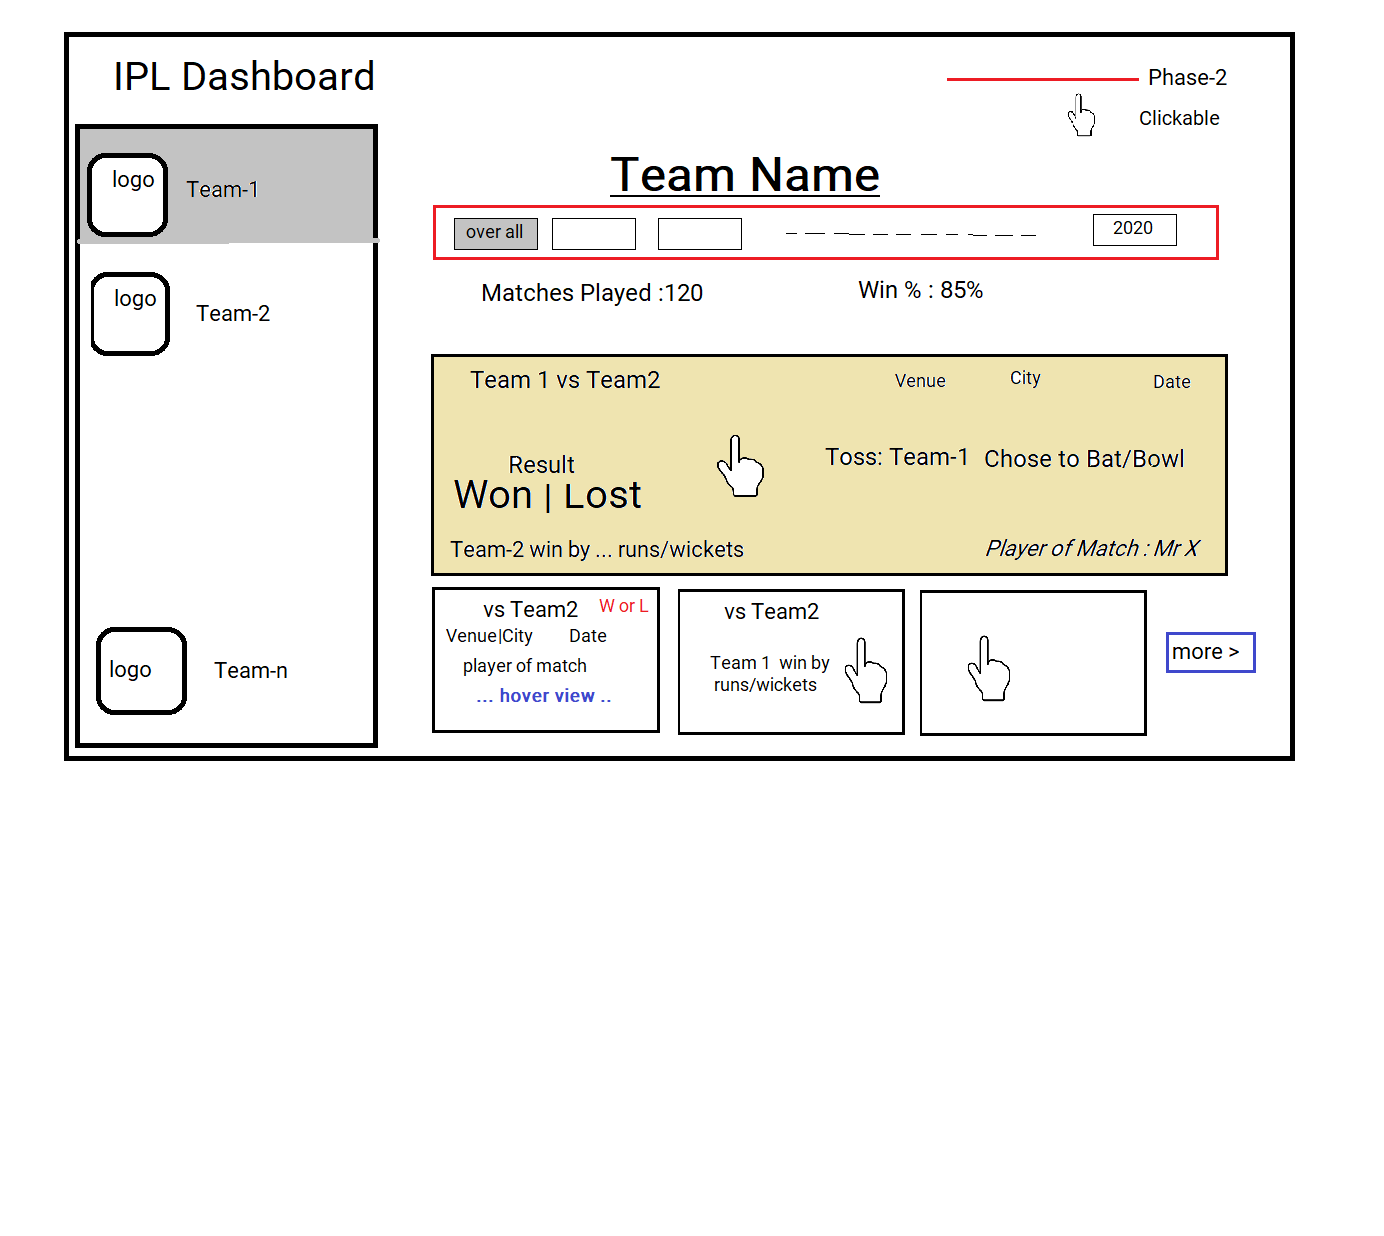 IPL Dashboard
Phase-2
Clickable
logo
Team-1
logo
Team-2
logo
Team-n
Team Name
over all
2020
Matches Played :120
Win % : 85%
Team 1 vs Team2
Venue
City
Date
Result
Won | Lost
Toss: Team-1
Chose to Bat/Bowl
Team-2 win by ... runs/wickets
Player of Match : Mr X
vs Team2
W or L
Venue|City
Date
player of match
... hover view ..
vs Team2
Team 1 win by
runs/wickets
more >